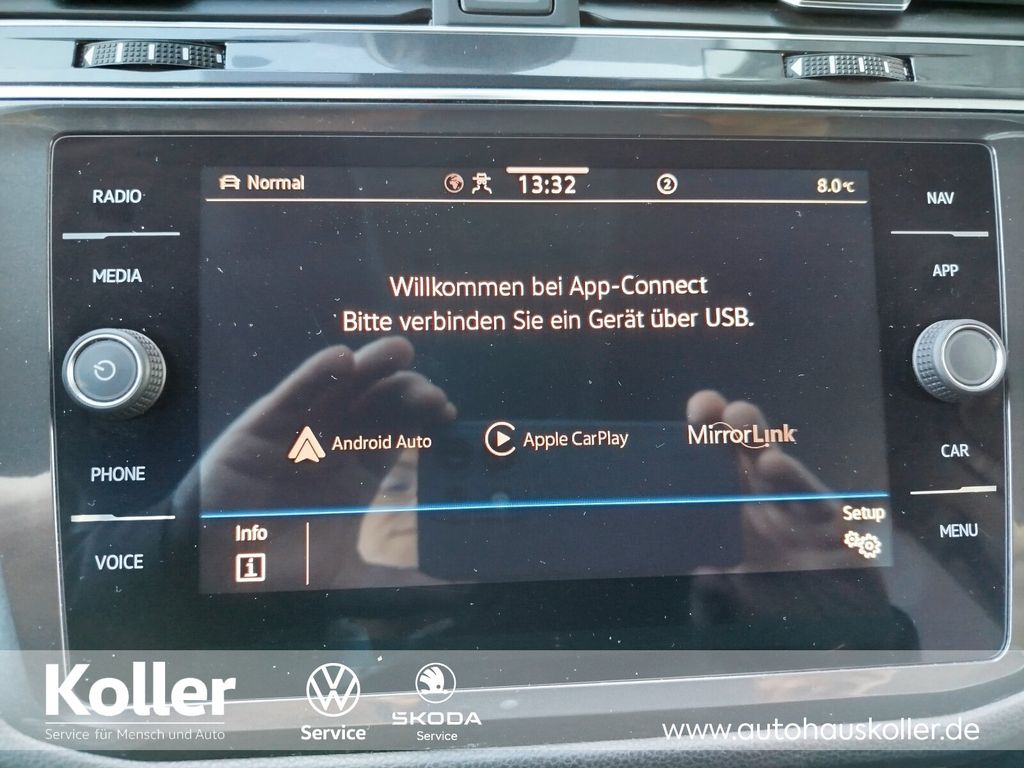 RADIO
MEDIA
PHONE
VOICE
Normal
13:32
2
8.0°C
Willkommen bei App-Connect
Bitte verbinden Sie ein Gerät über USB.
Android Auto
Apple CarPlay
MirrorLink
Info
i
Setup
NAV
APP
CAR
MENU
Koller
Service für Mensch und Auto
Service
SKODA
Service
www.autohauskoller.de